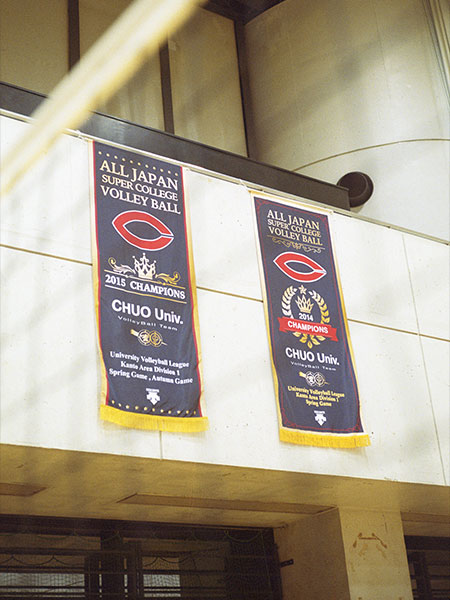 ALL JAPAN
SUPER COLLEGE
VOLLEY BALL
C
2015 CHAMPIONS
CHUO Univ.
VolleyBall Team
University Volleyball League
Kanto Area Division 1
Spring Game , Autumn Game
ALL JAPAN
SUPER COLLEGE
VOLLEY BALL
C
2014
CHAMPIONS
CHUO Univ.
VolleyBall Team
University Volleyball League
Kanto Area Division 1
Spring Game